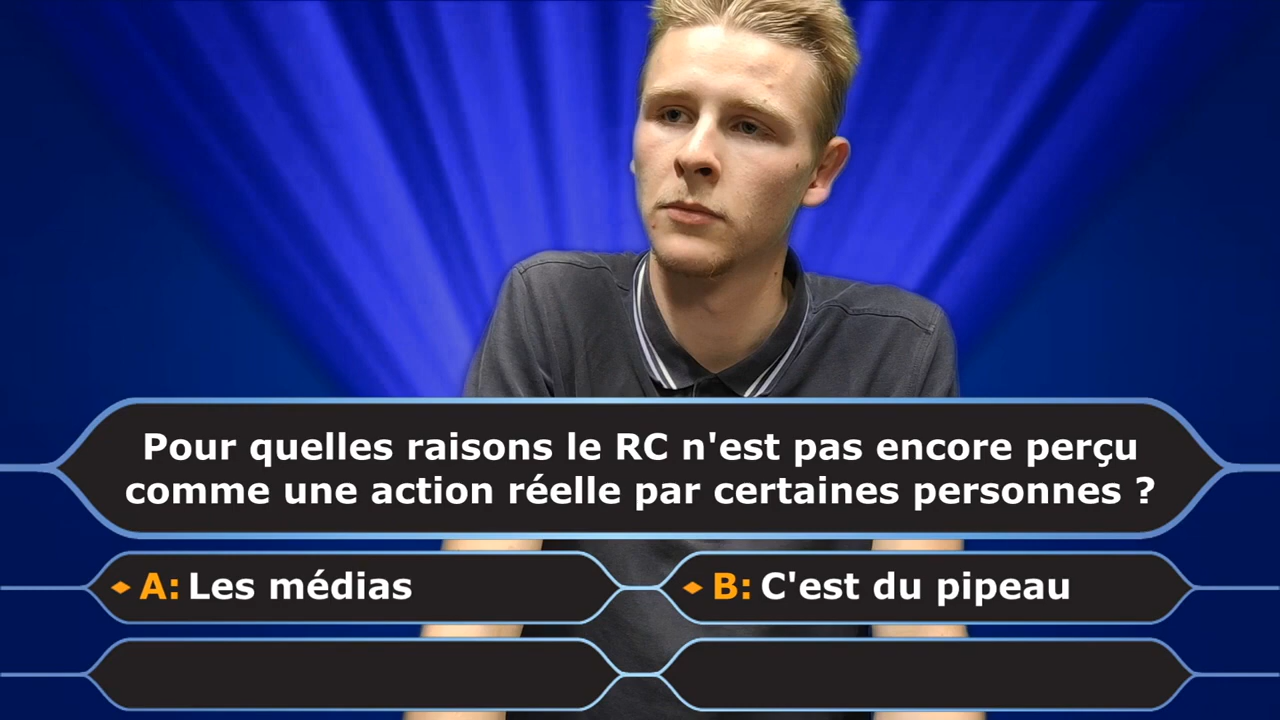 Pour quelles raisons le RC n'est pas encore perçu
comme une action réelle par certaines personnes ?
A: Les médias
B: C'est du pipeau